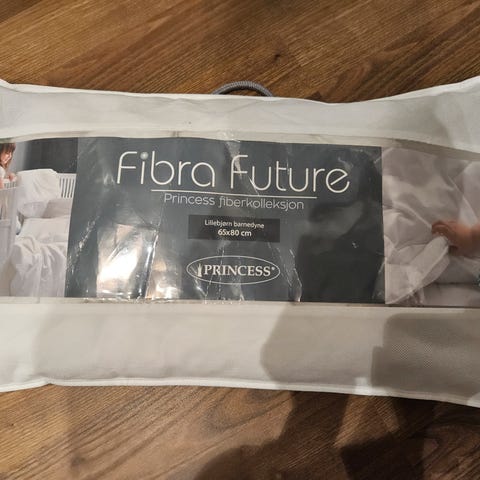 Fibra Future
Princess fiberkolleksjon
Lillebjørn barnedyne
65x80 cm
PRINCESS®